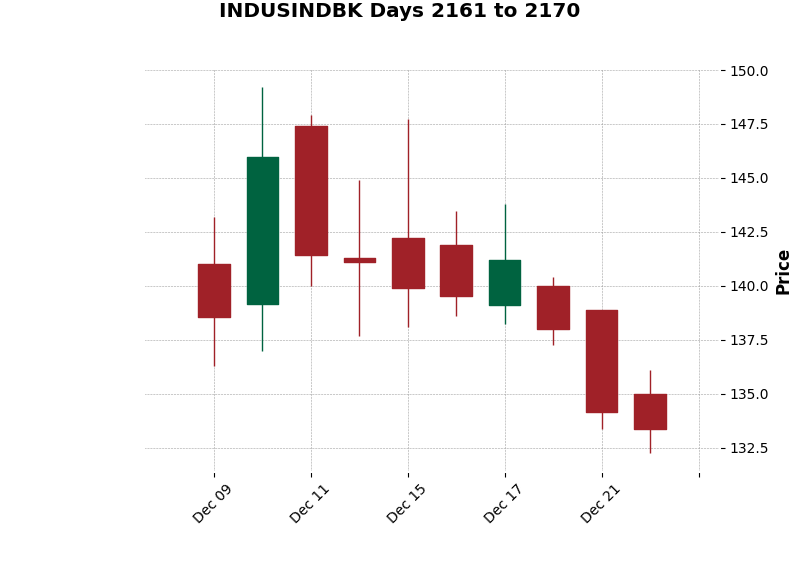 INDUSINDBK Days 2161 to 2170
150.0
147.5
145.0
142.5
140.0
137.5
135.0
132.5
Price
Dec 09
Dec 11
Dec 15
Dec 17
Dec 21